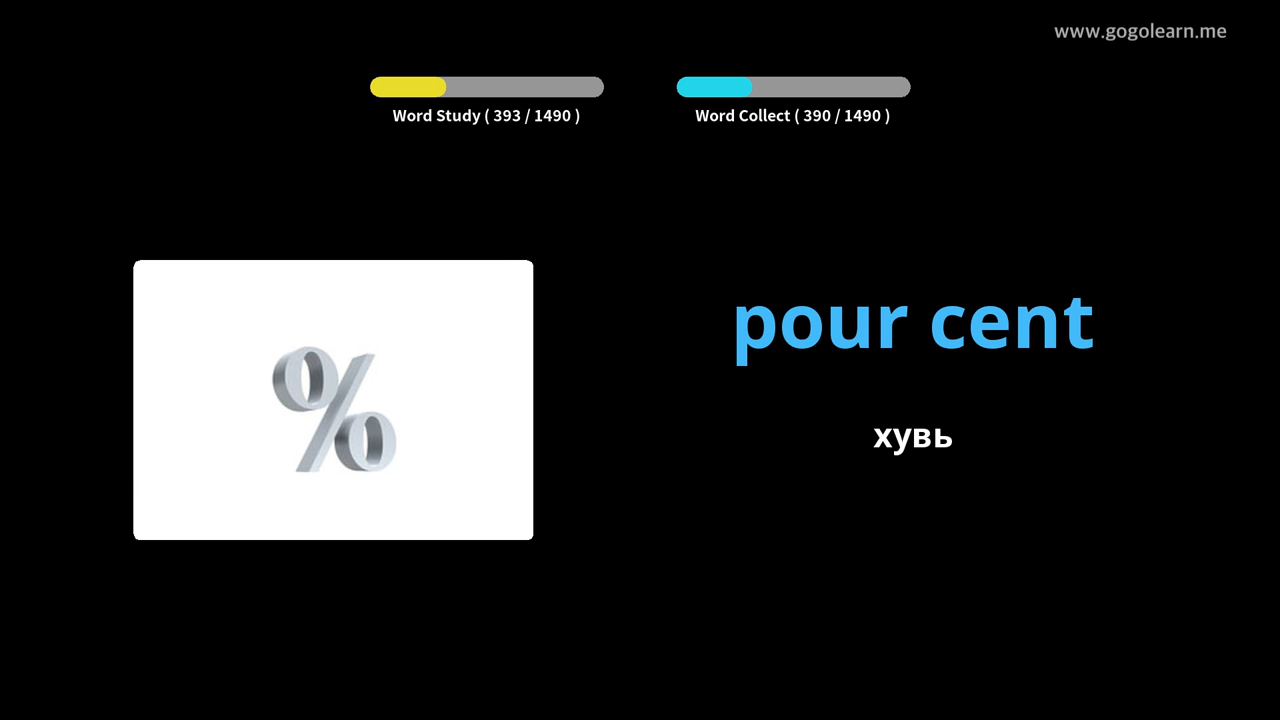 www.gogolearn.me
Word Study ( 393 / 1490 )
Word Collect ( 390 / 1490 )
%
pour cent
хувь